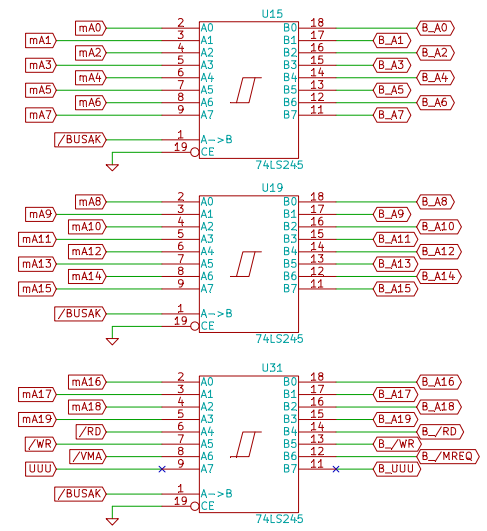 U15
mA0 2 A0 B0 18 B_A0
mA1 3 A1 B1 17 B_A1
mA2 4 A2 B2 16 B_A2
mA3 5 A3 B3 15 B_A3
mA4 6 A4 B4 14 B_A4
mA5 7 A5 B5 13 B_A5
mA6 8 A6 B6 12 B_A6
mA7 9 A7 B7 11 B_A7
/BUSAK 1 A->B
19 CE
74LS245
U19
mA8 2 A0 B0 18 B_A8
mA9 3 A1 B1 17 B_A9
mA10 4 A2 B2 16 B_A10
mA11 5 A3 B3 15 B_A11
mA12 6 A4 B4 14 B_A12
mA13 7 A5 B5 13 B_A13
mA14 8 A6 B6 12 B_A14
mA15 9 A7 B7 11 B_A15
/BUSAK 1 A->B
19 CE
74LS245
U31
mA16 2 A0 B0 18 B_A16
mA17 3 A1 B1 17 B_A17
mA18 4 A2 B2 16 B_A18
mA19 5 A3 B3 15 B_A19
/RD 6 A4 B4 14 B_/RD
/WR 7 A5 B5 13 B_/WR
/VMA 8 A6 B6 12 B_/MREQ
UUU 9 A7 B7 11 B_UUU
/BUSAK 1 A->B
19 CE
74LS245